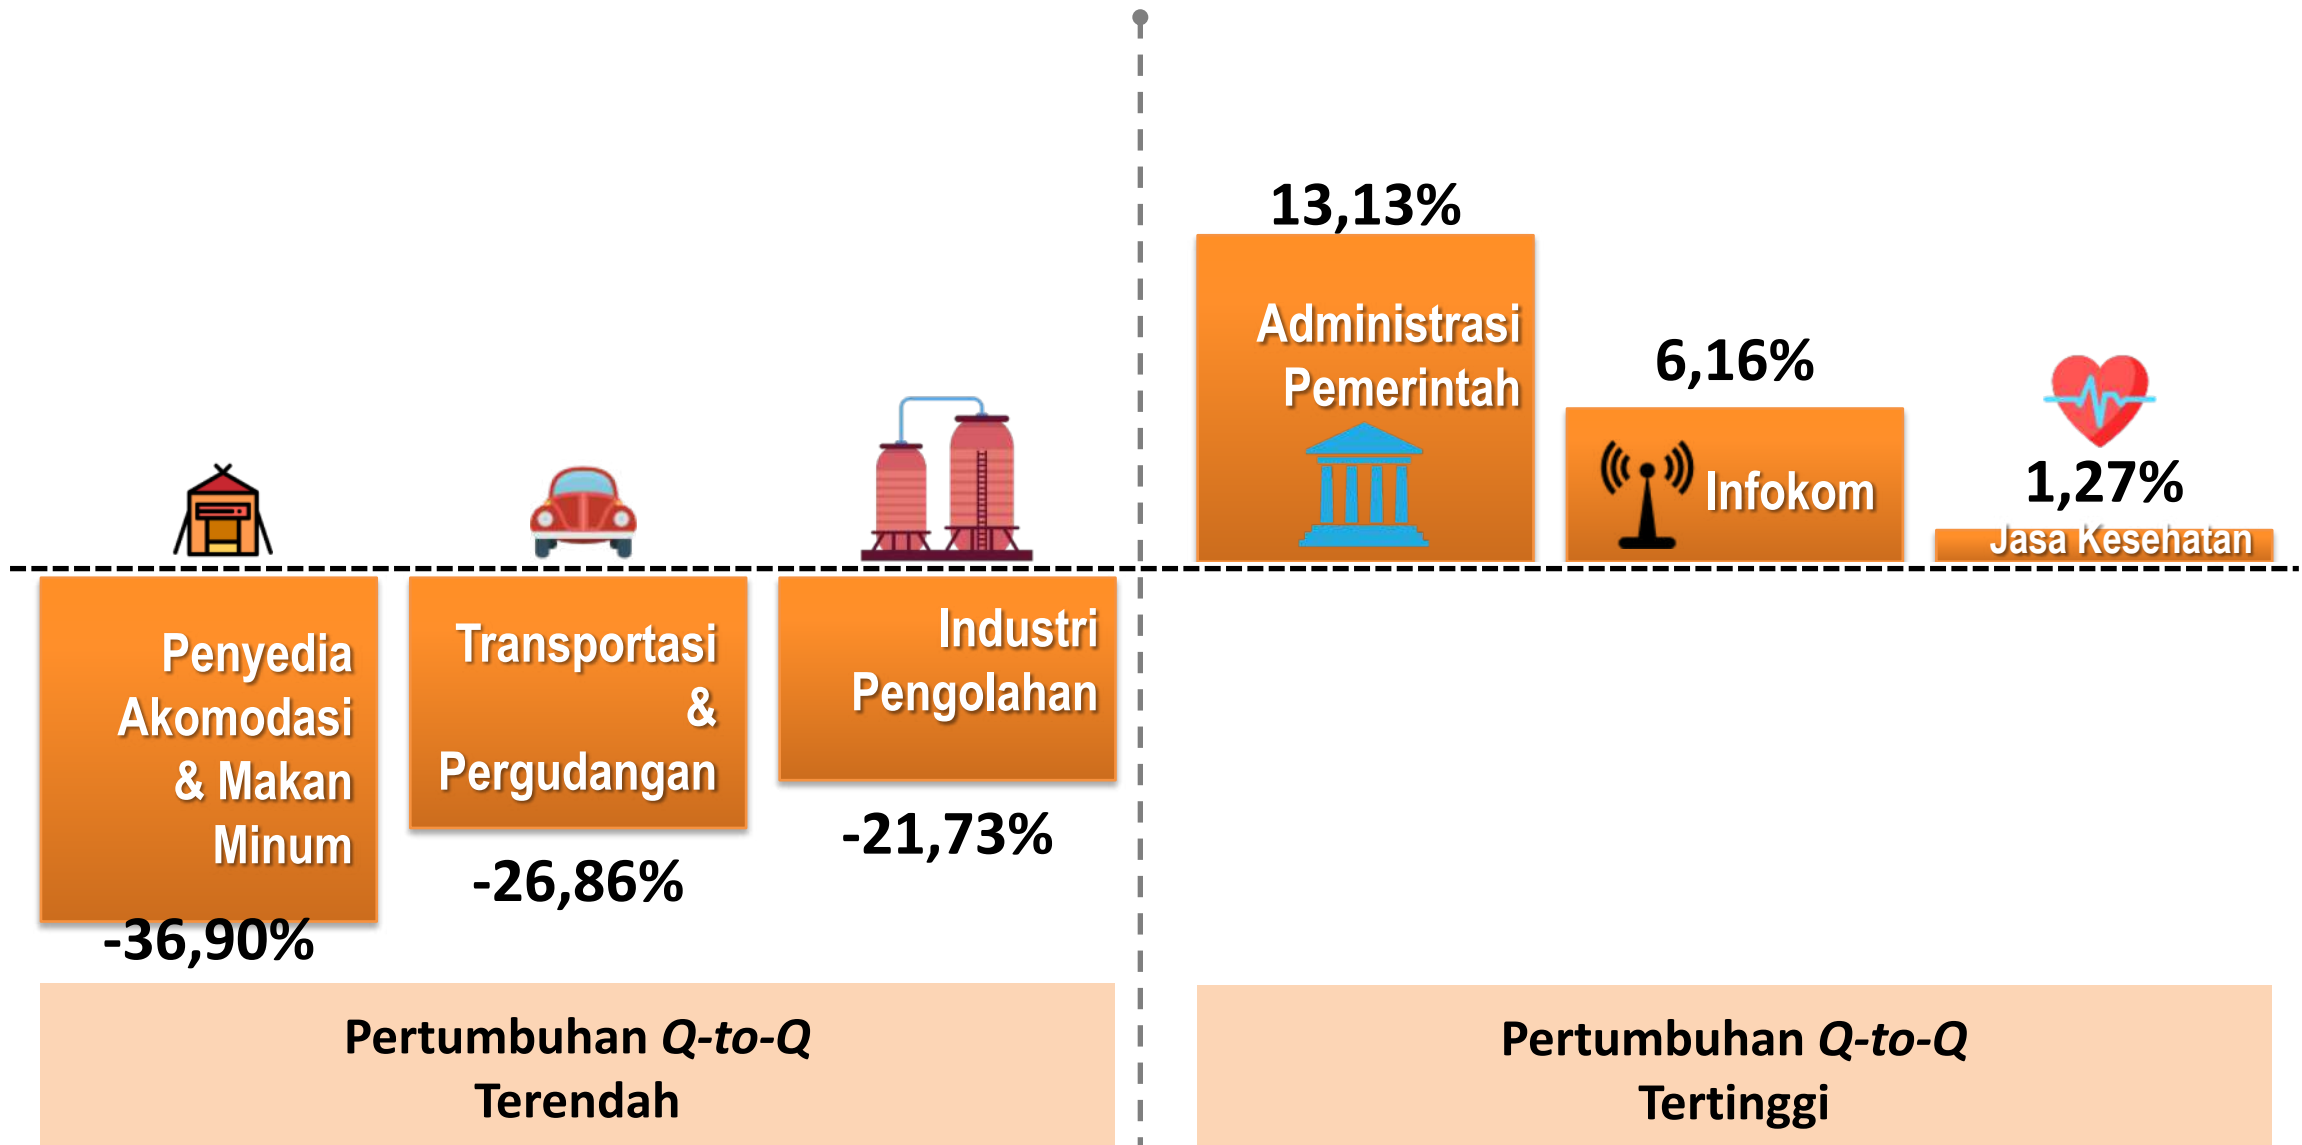 Penyedia
Akomodasi
& Makan
Minum
-36,90%
Transportasi
&
Pergudangan
-26,86%
Industri
Pengolahan
-21,73%
Pertumbuhan Q-to-Q
Terendah
13,13%
Administrasi
Pemerintah
6,16%
Infokom
1,27%
Jasa Kesehatan
Pertumbuhan Q-to-Q
Tertinggi